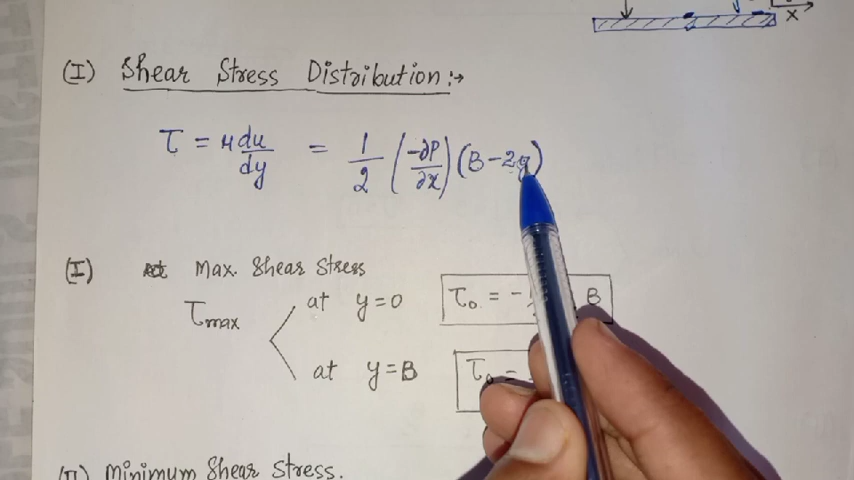 X
(I) Shear Stress Distribution :→
τ = μ du/dy = 1/2 (-∂P/∂x) (B-2y)
(I) at Max. Shear Stress
τmax
at y=0 τ₀ = - B
at y=B τ₀ =
(II) Minimum Shear Stress.